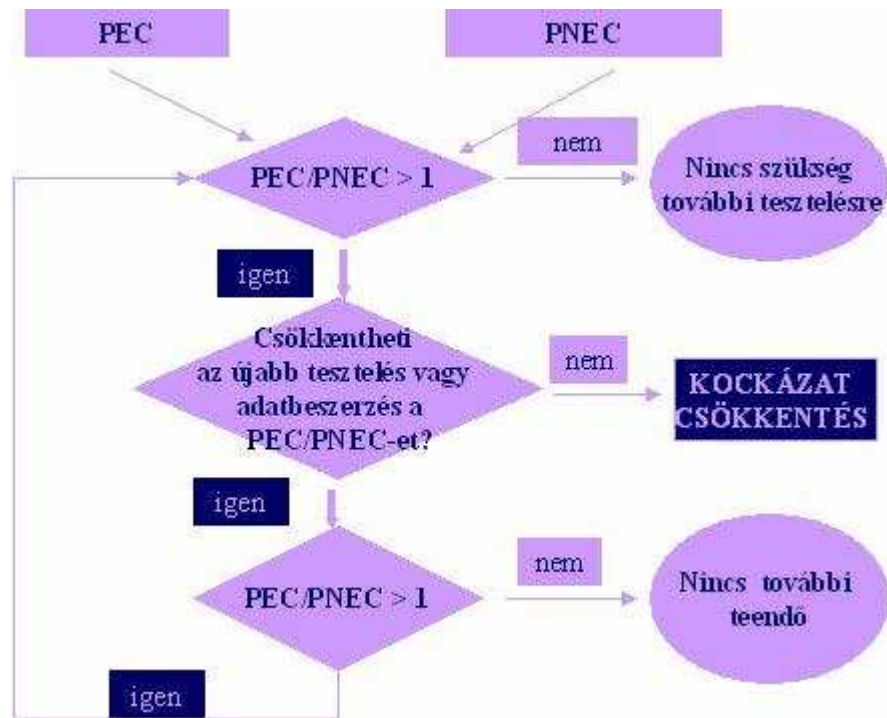 PEC
PNEC
PEC/PNEC > 1
nem
Nincs szükség
további tesztelésre
igen
Csökkentheti
az újabb tesztelés vagy
adatbeszerzés a
PEC/PNEC-et?
nem
KOCKÁZAT
CSÖKKENTÉS
igen
PEC/PNEC > 1
nem
Nincs további
teendő
igen